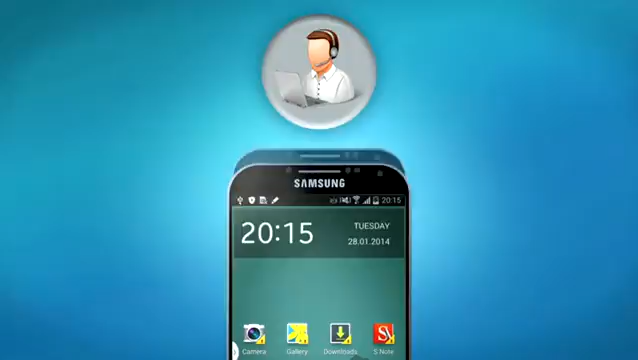 SAMSUNG
20:15
20:15
TUESDAY
28.01.2014
Camera
Gallery
Downloads
S Note